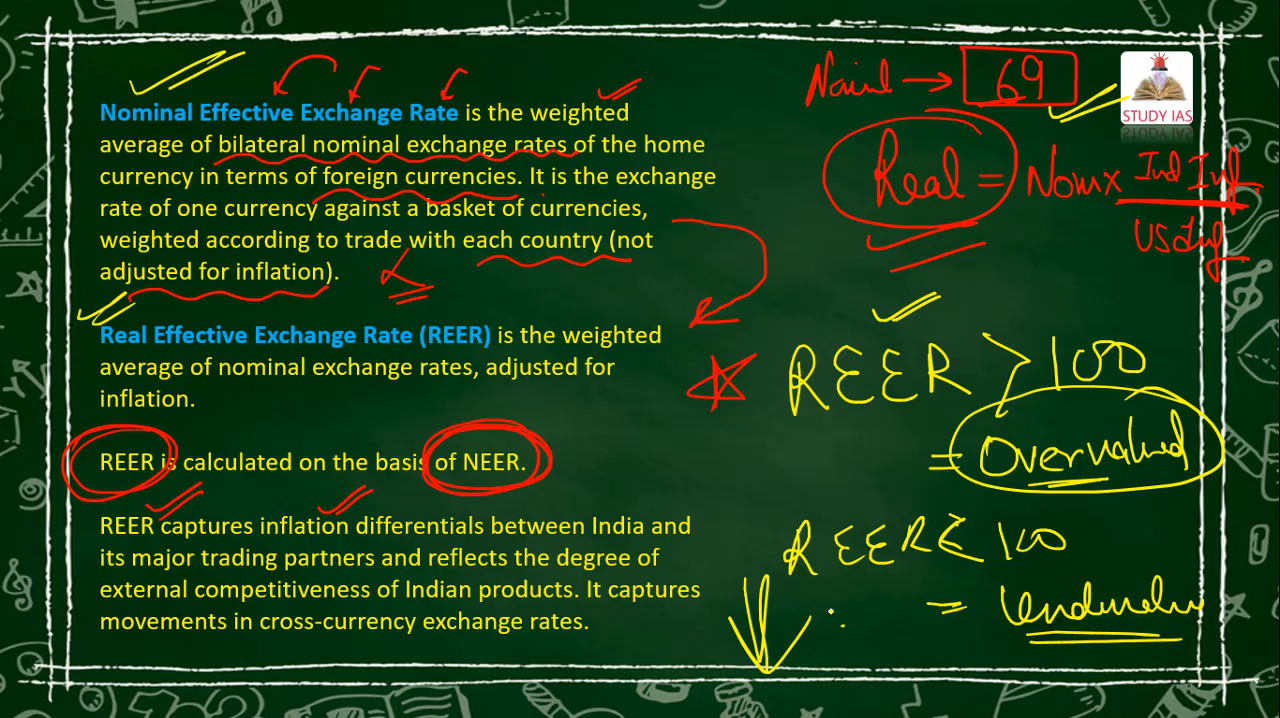 Nominal Effective Exchange Rate is the weighted
average of bilateral nominal exchange rates of the home
currency in terms of foreign currencies. It is the exchange
rate of one currency against a basket of currencies,
weighted according to trade with each country (not
adjusted for inflation).
Real Effective Exchange Rate (REER) is the weighted
average of nominal exchange rates, adjusted for
inflation.
REER is calculated on the basis of NEER.
REER captures inflation differentials between India and
its major trading partners and reflects the degree of
external competitiveness of Indian products. It captures
movements in cross-currency exchange rates.
→ 69
STUDY IAS
Real = Nom x Ind Inf
US Inf
REER > 100
= Overvalued
REER < 100
=